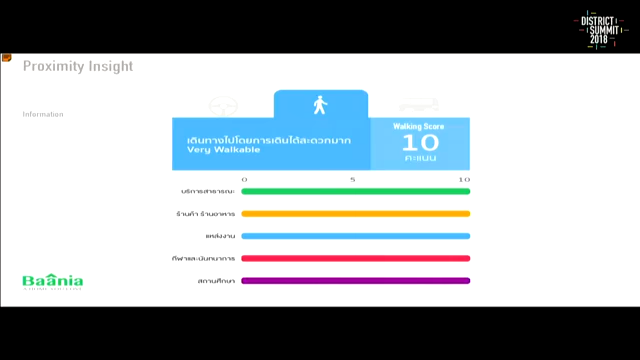 DISTRICT
SUMMIT
2018
Proximity Insight
Information
เดินทางไปโดยการเดินได้สะดวกมาก
Very Walkable
Walking Score
10
คะแนน
0 5 10
บริการสาธารณะ
ร้านค้า ร้านอาหาร
แหล่งงาน
กีฬาและนันทนาการ
สถานศึกษา
Baania